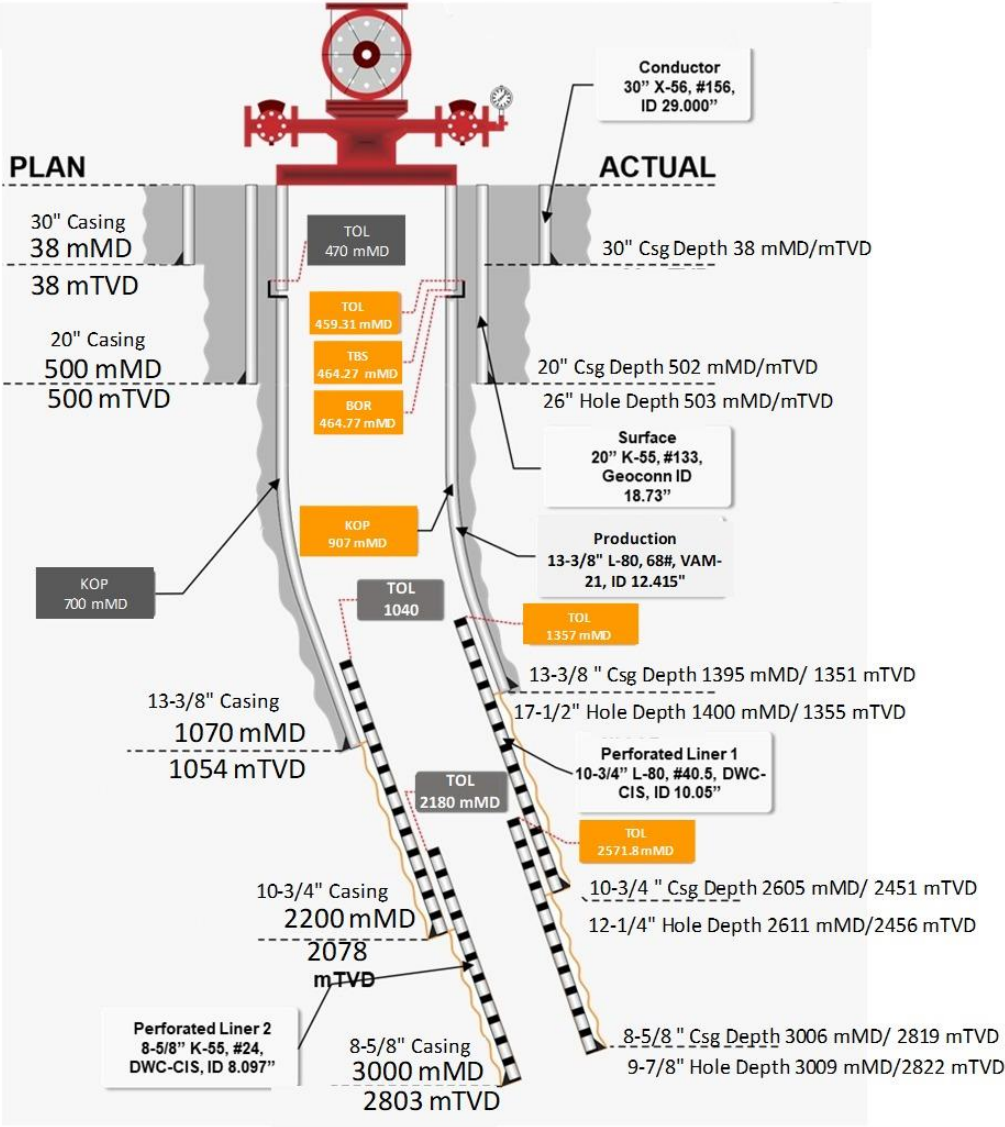 Conductor
30” X-56, #156,
ID 29.000”
PLAN
ACTUAL
30" Casing
38 mMD
38 mTVD
TOL
470 mMD
30" Csg Depth 38 mMD/mTVD
TOL
459.31 mMD
20" Casing
500 mMD
500 mTVD
TBS
464.27 mMD
BOR
464.77 mMD
20" Csg Depth 502 mMD/mTVD
26" Hole Depth 503 mMD/mTVD
Surface
20” K-55, #133,
Geoconn ID
18.73”
KOP
907 mMD
Production
13-3/8" L-80, 68#, VAM-
21, ID 12.415"
KOP
700 mMD
TOL
1040
TOL
1357 mMD
13-3/8 " Csg Depth 1395 mMD/ 1351 mTVD
17-1/2" Hole Depth 1400 mMD/ 1355 mTVD
13-3/8" Casing
1070 mMD
1054 mTVD
Perforated Liner 1
10-3/4” L-80, #40.5, DWC-
CIS, ID 10.05”
TOL
2180 mMD
TOL
2571.8mMD
10-3/4 " Csg Depth 2605 mMD/ 2451 mTVD
12-1/4" Hole Depth 2611 mMD/2456 mTVD
10-3/4" Casing
2200 mMD
2078
mTVD
Perforated Liner 2
8-5/8” K-55, #24,
DWC-CIS, ID 8.097”
8-5/8" Casing
3000 mMD
2803 mTVD
8-5/8 " Csg Depth 3006 mMD/ 2819 mTVD
9-7/8" Hole Depth 3009 mMD/2822 mTVD